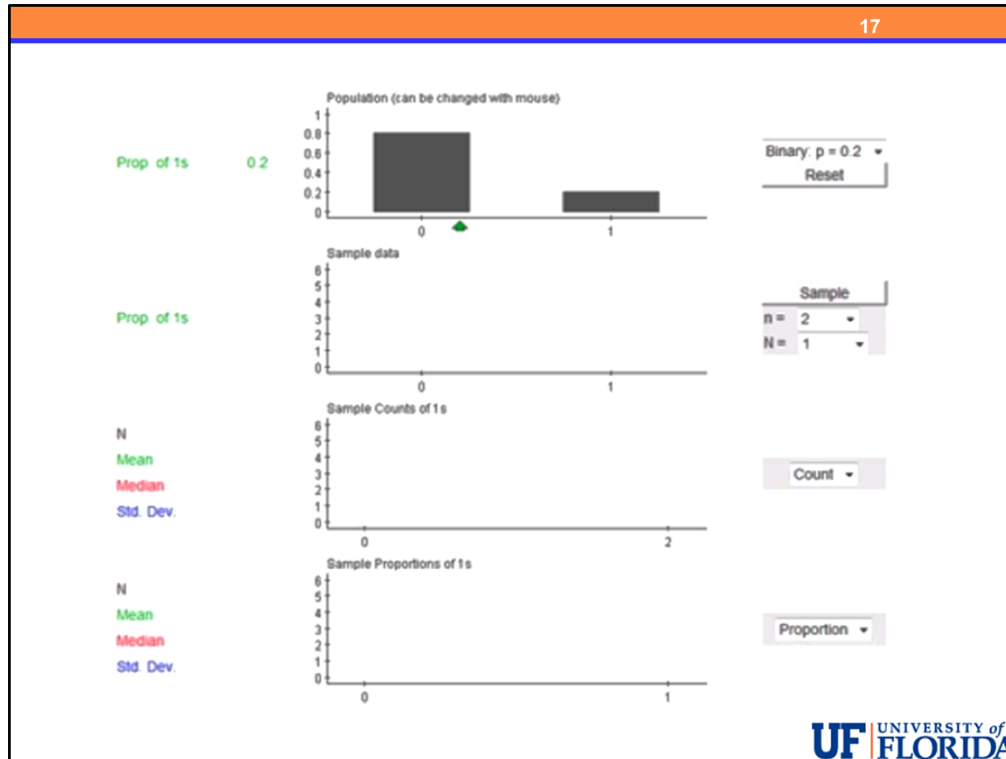 17
Population (can be changed with mouse)
Prop. of 1s 0.2
1
0.8
0.6
0.4
0.2
0
0 1
Binary: p = 0.2
Reset
Sample data
Prop. of 1s
6
5
4
3
2
1
0
0 1
Sample
n = 2
N = 1
Sample Counts of 1s
N
Mean
Median
Std. Dev.
6
5
4
3
2
1
0
0 2
Count
Sample Proportions of 1s
N
Mean
Median
Std. Dev.
6
5
4
3
2
1
0
0 1
Proportion
UF UNIVERSITY of
FLORIDA